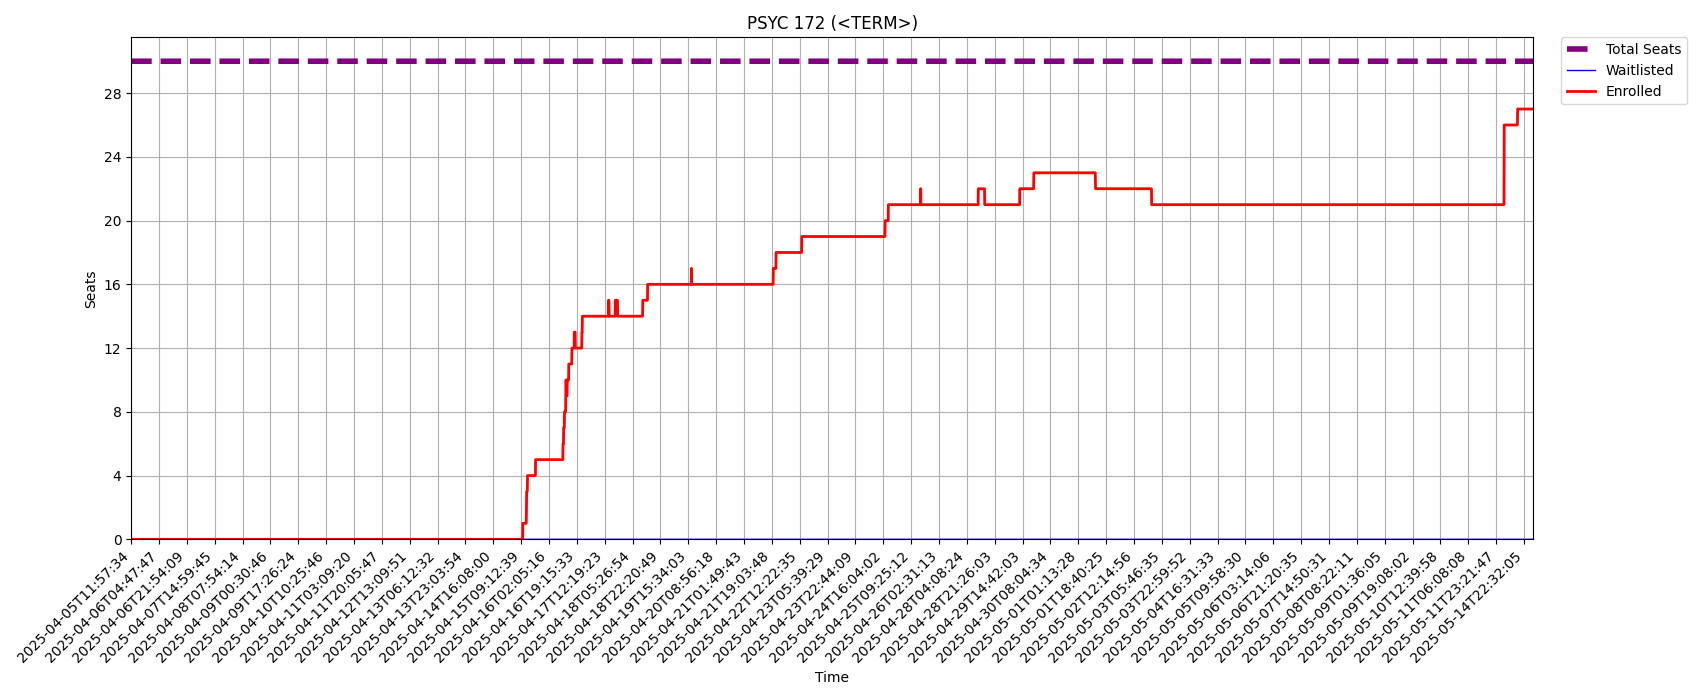 PSYC 172 (<TERM>)
Total Seats
Waitlisted
Enrolled
Seats
28
24
20
16
12
8
4
0
2025-04-05T11:57:34
2025-04-06T04:47:47
2025-04-06T21:54:09
2025-04-07T14:59:45
2025-04-08T07:54:14
2025-04-09T00:30:46
2025-04-09T17:26:24
2025-04-10T10:25:46
2025-04-11T03:09:20
2025-04-11T20:05:47
2025-04-12T13:09:51
2025-04-13T06:12:32
2025-04-13T23:03:54
2025-04-14T16:08:00
2025-04-15T09:12:39
2025-04-16T02:05:16
2025-04-16T19:15:33
2025-04-17T12:19:23
2025-04-18T05:26:54
2025-04-18T22:20:49
2025-04-19T15:34:03
2025-04-20T08:56:18
2025-04-21T01:49:43
2025-04-21T19:03:48
2025-04-22T12:22:35
2025-04-23T05:39:29
2025-04-23T22:44:09
2025-04-24T16:04:02
2025-04-25T09:25:12
2025-04-26T02:31:13
2025-04-28T04:08:24
2025-04-28T21:26:03
2025-04-29T14:42:03
2025-04-30T08:04:34
2025-05-01T01:13:28
2025-05-01T18:40:25
2025-05-02T12:14:56
2025-05-03T05:46:35
2025-05-03T22:59:52
2025-05-04T16:31:33
2025-05-05T09:58:30
2025-05-06T03:14:06
2025-05-06T21:20:35
2025-05-07T14:50:31
2025-05-08T08:22:11
2025-05-09T01:36:05
2025-05-09T19:08:02
2025-05-10T12:39:58
2025-05-11T06:08:08
2025-05-11T23:21:47
2025-05-14T22:32:05
Time